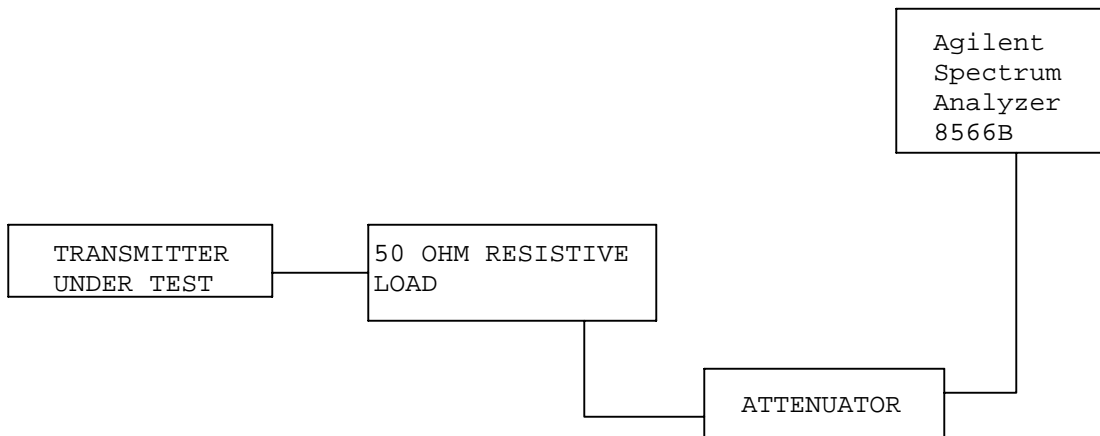 Agilent
Spectrum
Analyzer
8566B
TRANSMITTER
UNDER TEST
50 OHM RESISTIVE
LOAD
ATTENUATOR